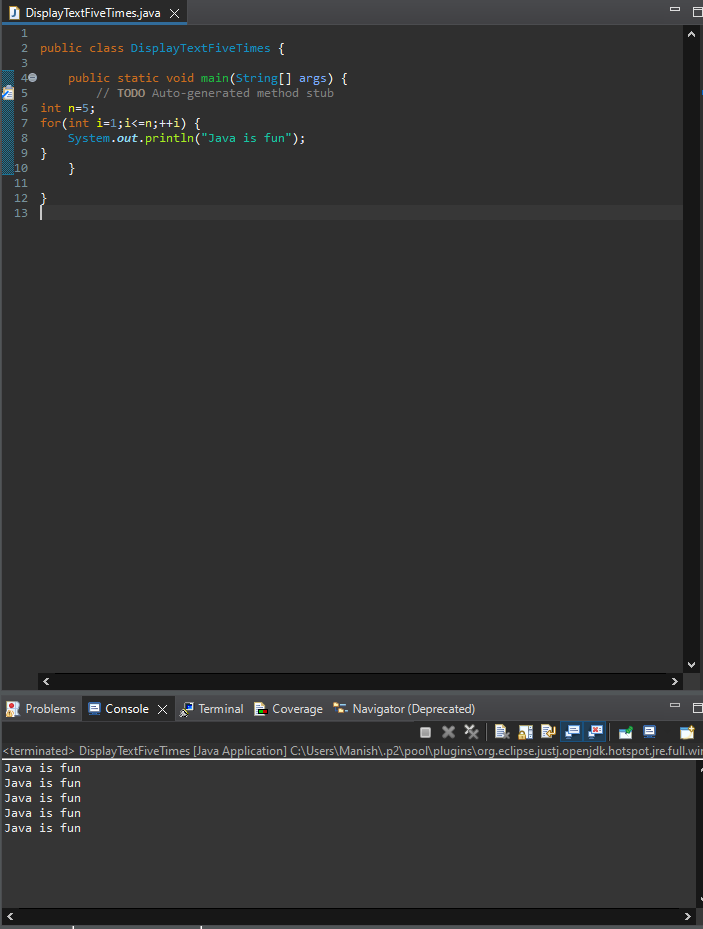 DisplayTextFiveTimes.java
1
2 public class DisplayTextFiveTimes {
3
4 public static void main(String[] args) {
5 // TODO Auto-generated method stub
6 int n=5;
7 for(int i=1;i<=n;++i) {
8 System.out.println("Java is fun");
9 }
10 }
11
12 }
13
Problems Console Terminal Coverage Navigator (Deprecated)
<terminated> DisplayTextFiveTimes [Java Application] C:\Users\Manish\.p2\pool\plugins\org.eclipse.justj.openjdk.hotspot.jre.full.wi
Java is fun
Java is fun
Java is fun
Java is fun
Java is fun